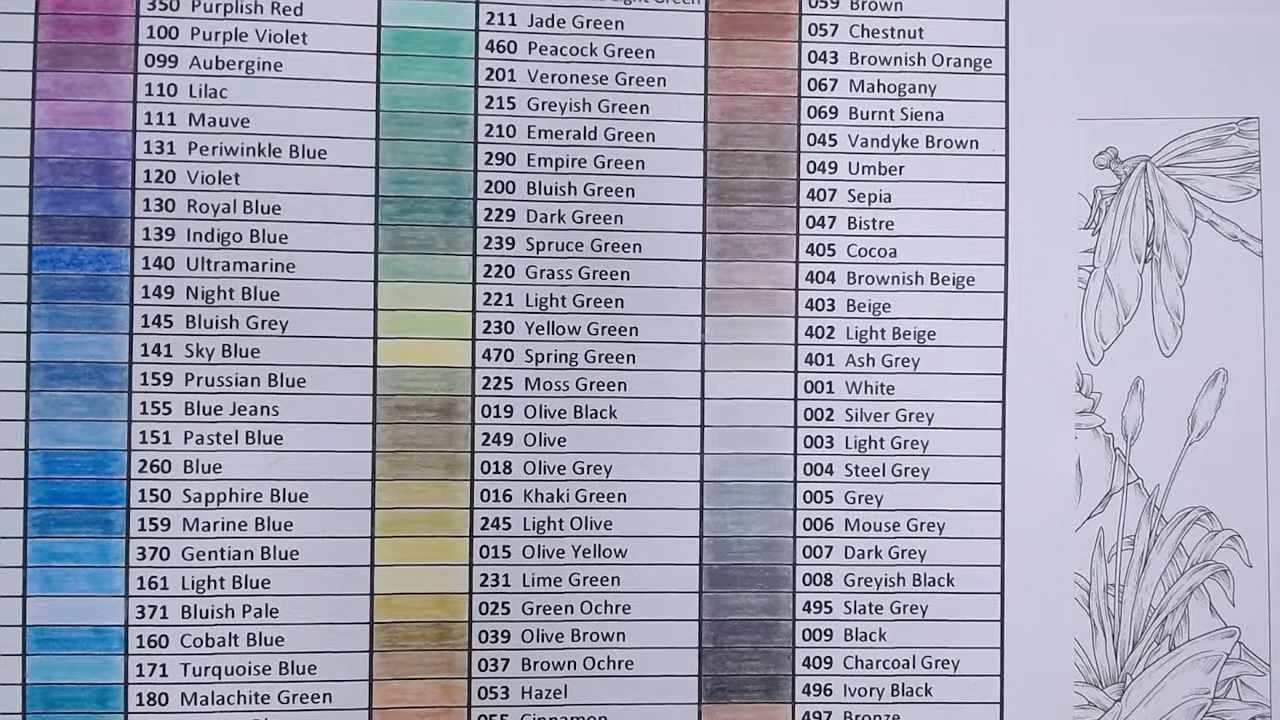 350 Purplish Red
100 Purple Violet
099 Aubergine
110 Lilac
111 Mauve
131 Periwinkle Blue
120 Violet
130 Royal Blue
139 Indigo Blue
140 Ultramarine
149 Night Blue
145 Bluish Grey
141 Sky Blue
159 Prussian Blue
155 Blue Jeans
151 Pastel Blue
260 Blue
150 Sapphire Blue
159 Marine Blue
370 Gentian Blue
161 Light Blue
371 Bluish Pale
160 Cobalt Blue
171 Turquoise Blue
180 Malachite Green
Light Green
211 Jade Green
460 Peacock Green
201 Veronese Green
215 Greyish Green
210 Emerald Green
290 Empire Green
200 Bluish Green
229 Dark Green
239 Spruce Green
220 Grass Green
221 Light Green
230 Yellow Green
470 Spring Green
225 Moss Green
019 Olive Black
249 Olive
018 Olive Grey
016 Khaki Green
245 Light Olive
015 Olive Yellow
231 Lime Green
025 Green Ochre
039 Olive Brown
037 Brown Ochre
053 Hazel
055 Cinnamon
059 Brown
057 Chestnut
043 Brownish Orange
067 Mahogany
069 Burnt Siena
045 Vandyke Brown
049 Umber
407 Sepia
047 Bistre
405 Cocoa
404 Brownish Beige
403 Beige
402 Light Beige
401 Ash Grey
001 White
002 Silver Grey
003 Light Grey
004 Steel Grey
005 Grey
006 Mouse Grey
007 Dark Grey
008 Greyish Black
495 Slate Grey
009 Black
409 Charcoal Grey
496 Ivory Black
497 Bronze